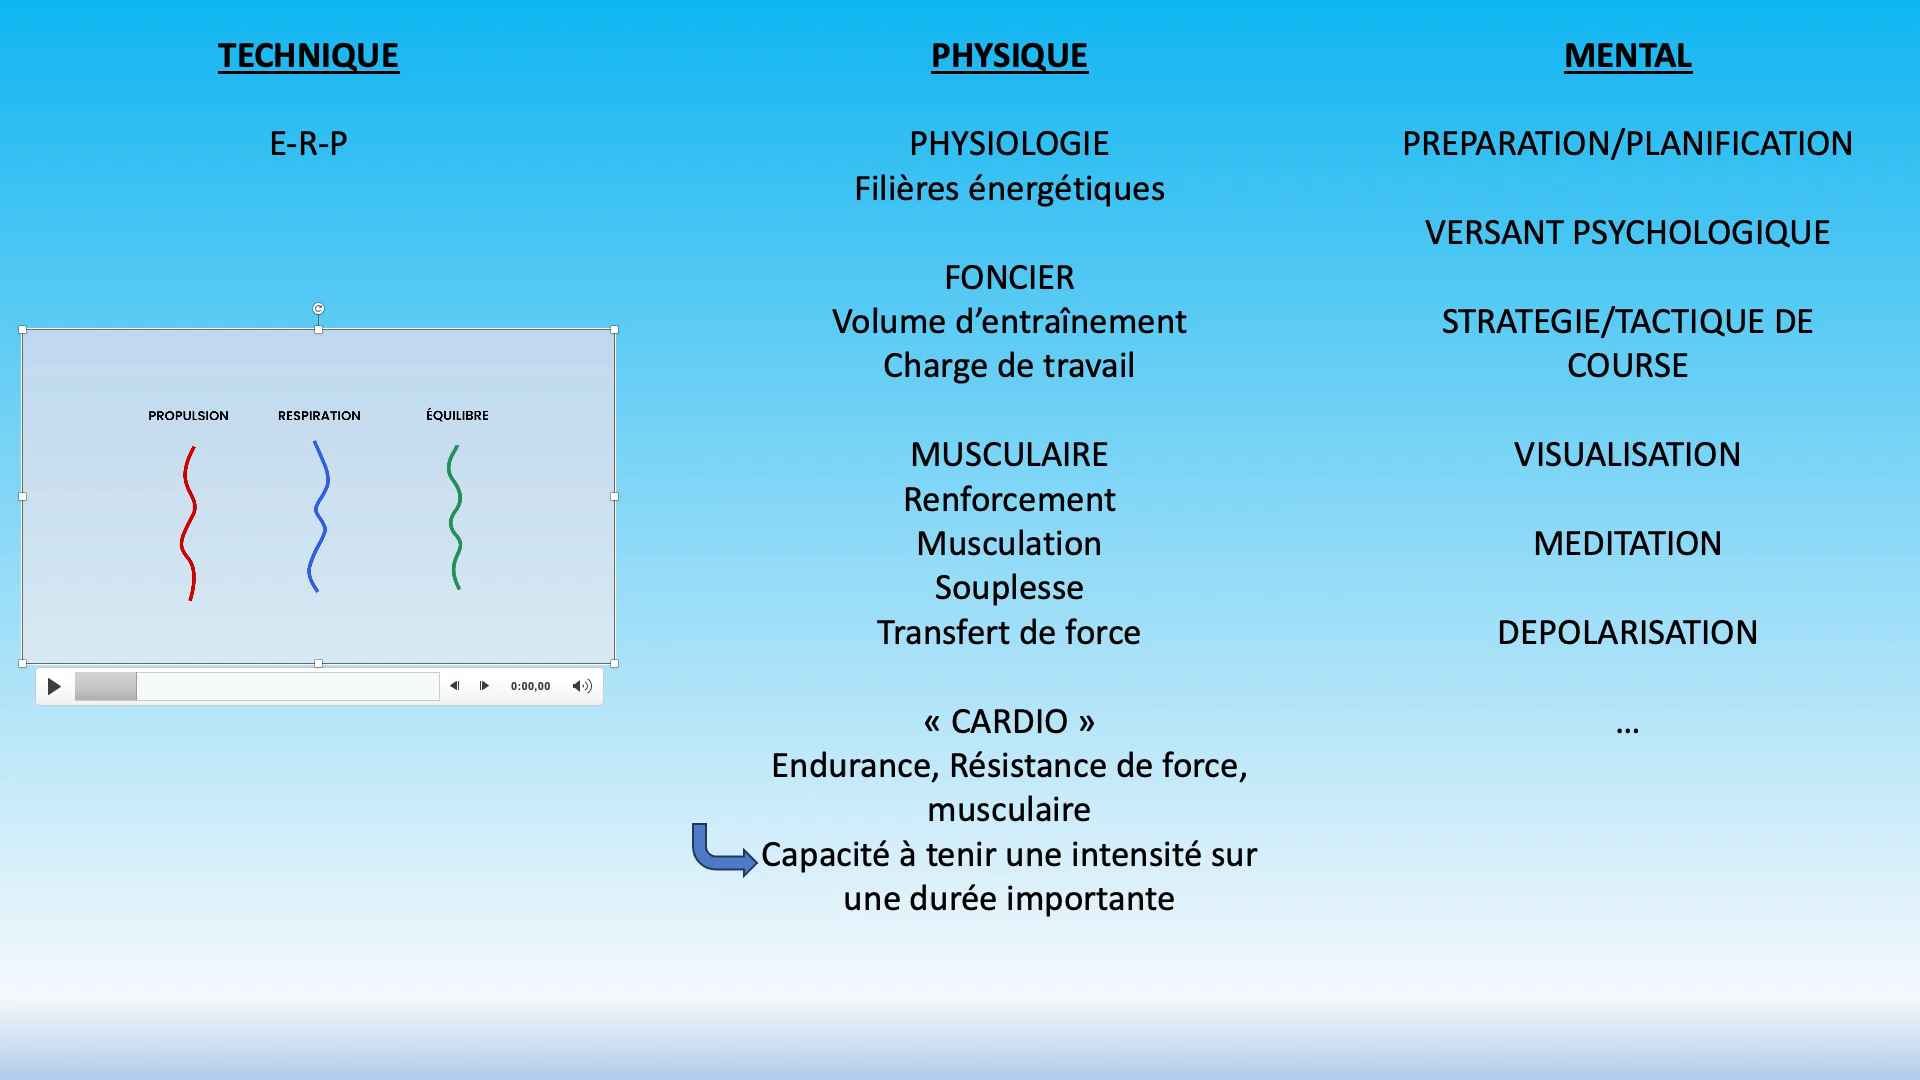 TECHNIQUE
E-R-P
PROPULSION
RESPIRATION
ÉQUILIBRE
0:00,00
PHYSIQUE
PHYSIOLOGIE
Filières énergétiques
FONCIER
Volume d’entraînement
Charge de travail
MUSCULAIRE
Renforcement
Musculation
Souplesse
Transfert de force
« CARDIO »
Endurance, Résistance de force,
musculaire
Capacité à tenir une intensité sur
une durée importante
MENTAL
PREPARATION/PLANIFICATION
VERSANT PSYCHOLOGIQUE
STRATEGIE/TACTIQUE DE
COURSE
VISUALISATION
MEDITATION
DEPOLARISATION
…